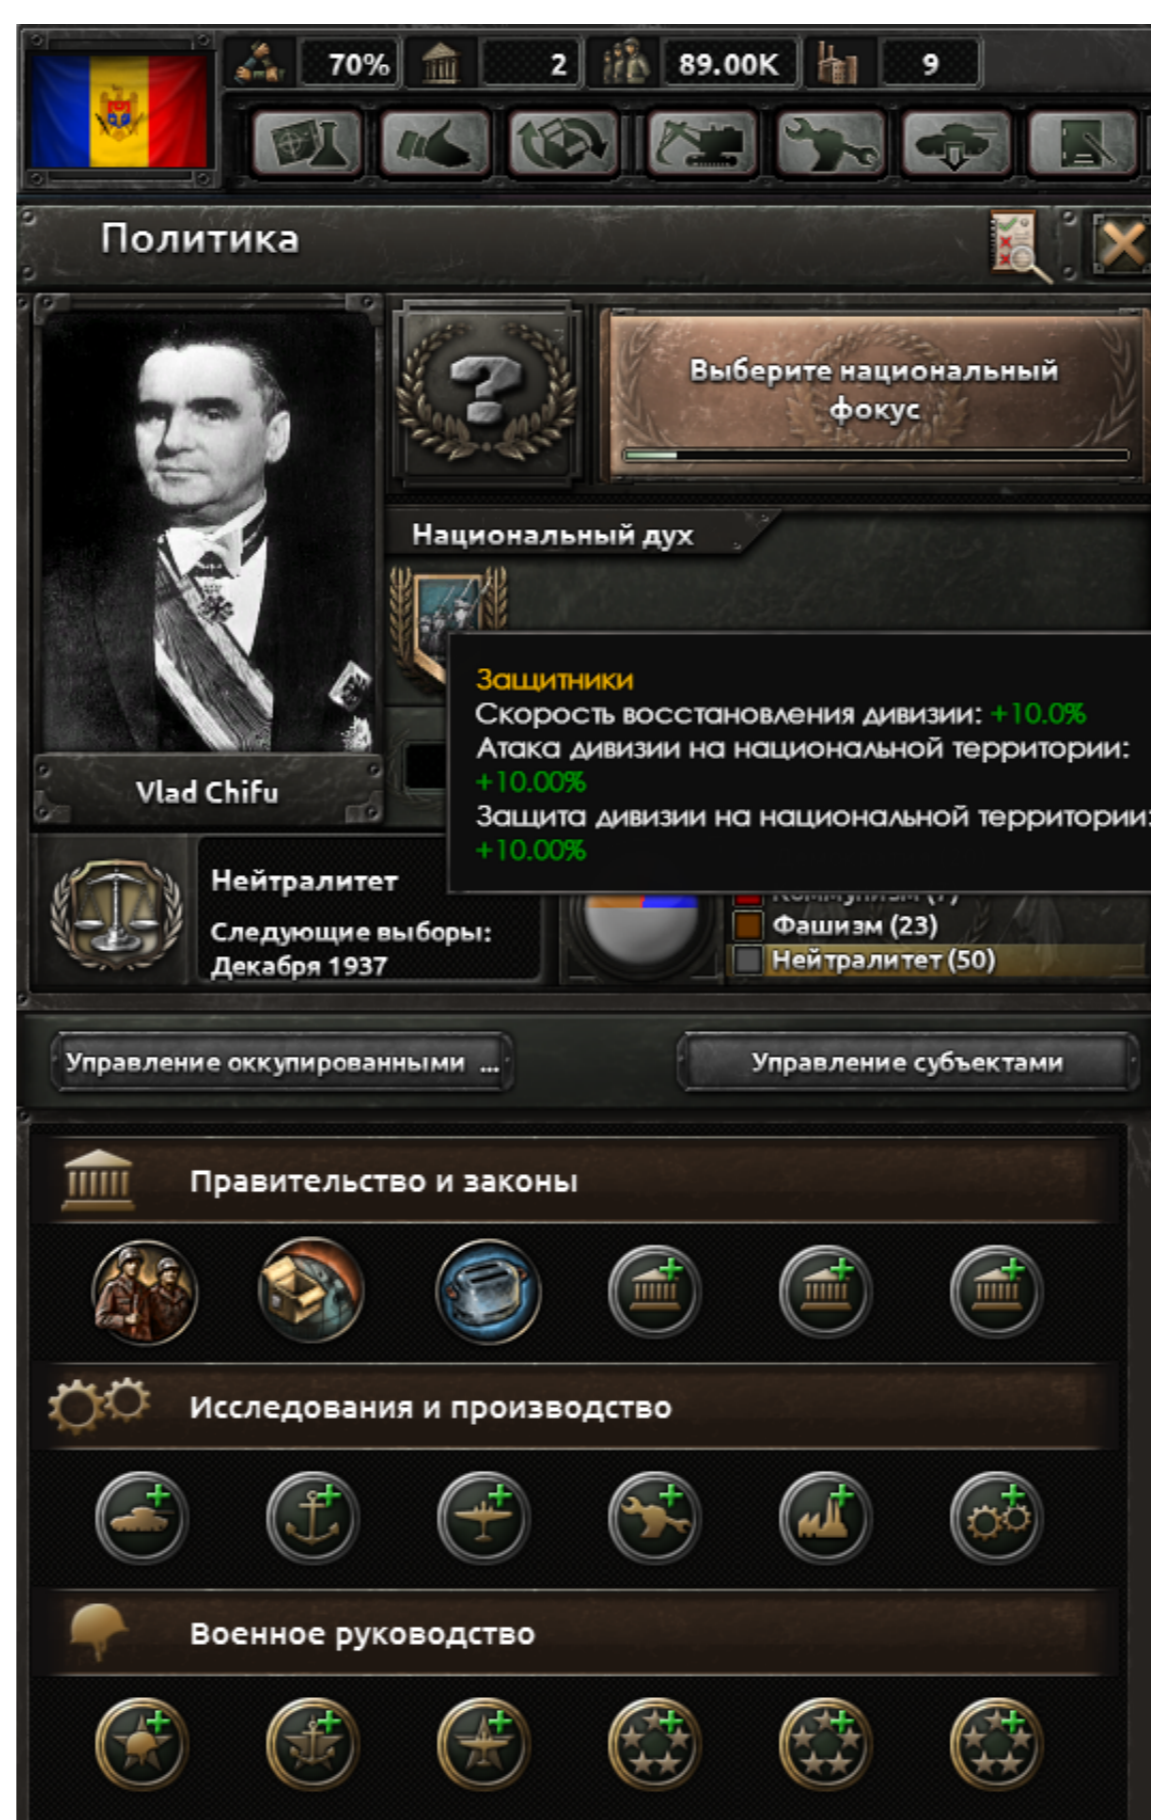 70%
2
89.00K
9
Политика
Выберите национальный
фокус
Национальный дух
Защитники
Скорость восстановления дивизии: +10.0%
Атака дивизии на национальной территории:
+10.00%
Защита дивизии на национальной территории:
+10.00%
Vlad Chifu
Нейтралитет
Следующие выборы:
Декабря 1937
Фашизм (23)
Нейтралитет (50)
Управление оккупированными ...
Управление субъектами
Правительство и законы
Исследования и производство
Военное руководство